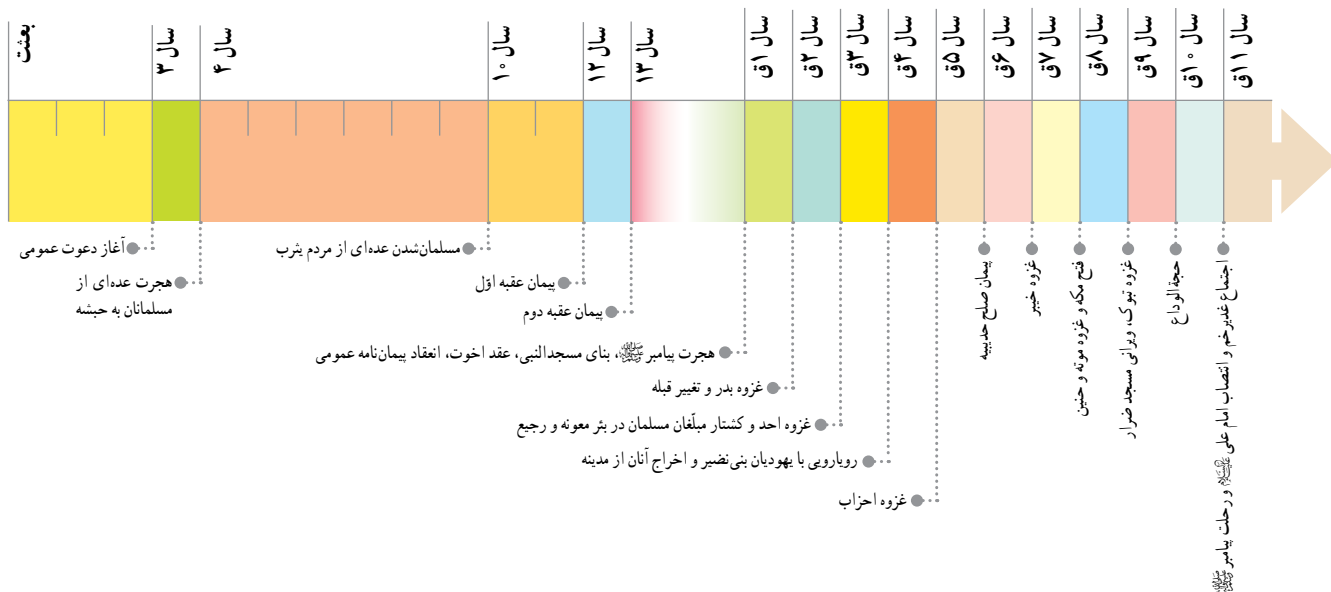 بعثت
سال ۳
سال ۴
سال ۱۰
سال ۱۲
سال ۱۳
سال ۱ق
سال ۲ق
سال ۳ق
سال ۴ق
سال ۵ق
سال ۶ق
سال ۷ق
سال ۸ق
سال ۹ق
سال ۱۰ق
سال ۱۱ق
آغاز دعوت عمومی
هجرت عده‌ای از
مسلمانان به حبشه
مسلمان‌شدن عده‌ای از مردم یثرب
پیمان عقبه اوّل
پیمان عقبه دوم
هجرت پیامبر ﷺ، بنای مسجدالنبی، عقد اخوت، انعقاد پیمان‌نامه عمومی
غزوه بدر و تغییر قبله
غزوه احد و کشتار مبلّغان مسلمان در بئر معونه و رجیع
رویارویی با یهودیان بنی‌نضیر و اخراج آنان از مدینه
غزوه احزاب
پیمان صلح حدیبیه
غزوه خیبر
فتح مکه و غزوه موته و حنین
غزوه تبوک، ویرانی مسجد ضرار
حجةالوداع
اجتماع غدیرخم و انتصاب امام علی علیه‌السلام و رحلت پیامبر ﷺ